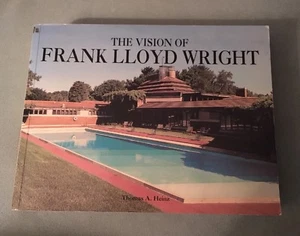 THE VISION OF
FRANK LLOYD WRIGHT
Thomas A. Heinz